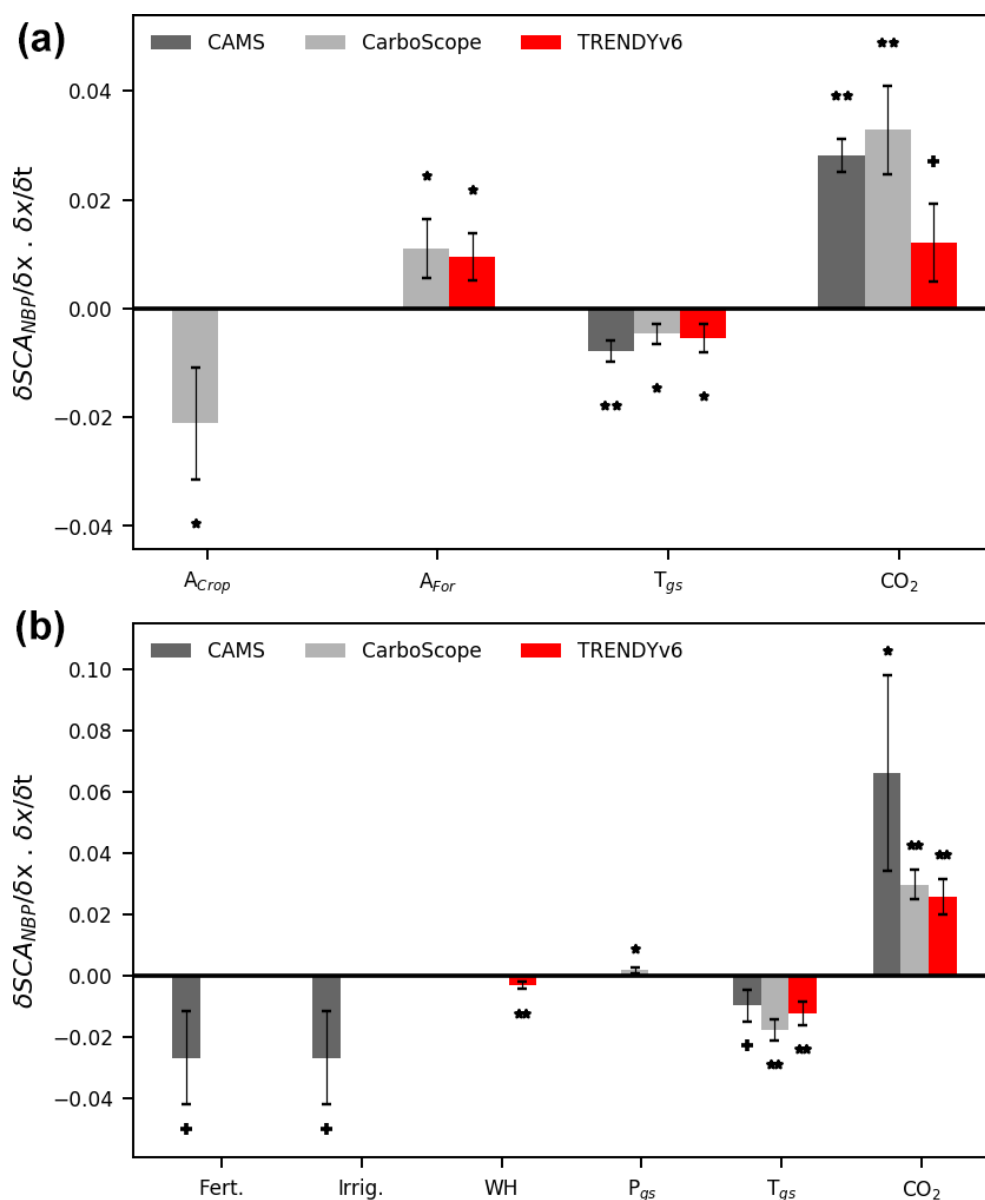 (a)
CAMS CarboScope TRENDYv6
δSCA_NBP/δx . δx/δt
0.04
0.02
0.00
−0.02
−0.04
** * * ** * * ** ** + *
A_Crop A_For T_gs CO₂
(b)
CAMS CarboScope TRENDYv6
δSCA_NBP/δx . δx/δt
0.10
0.08
0.06
0.04
0.02
0.00
−0.02
−0.04
Fert. Irrig. WH P_gs T_gs CO₂